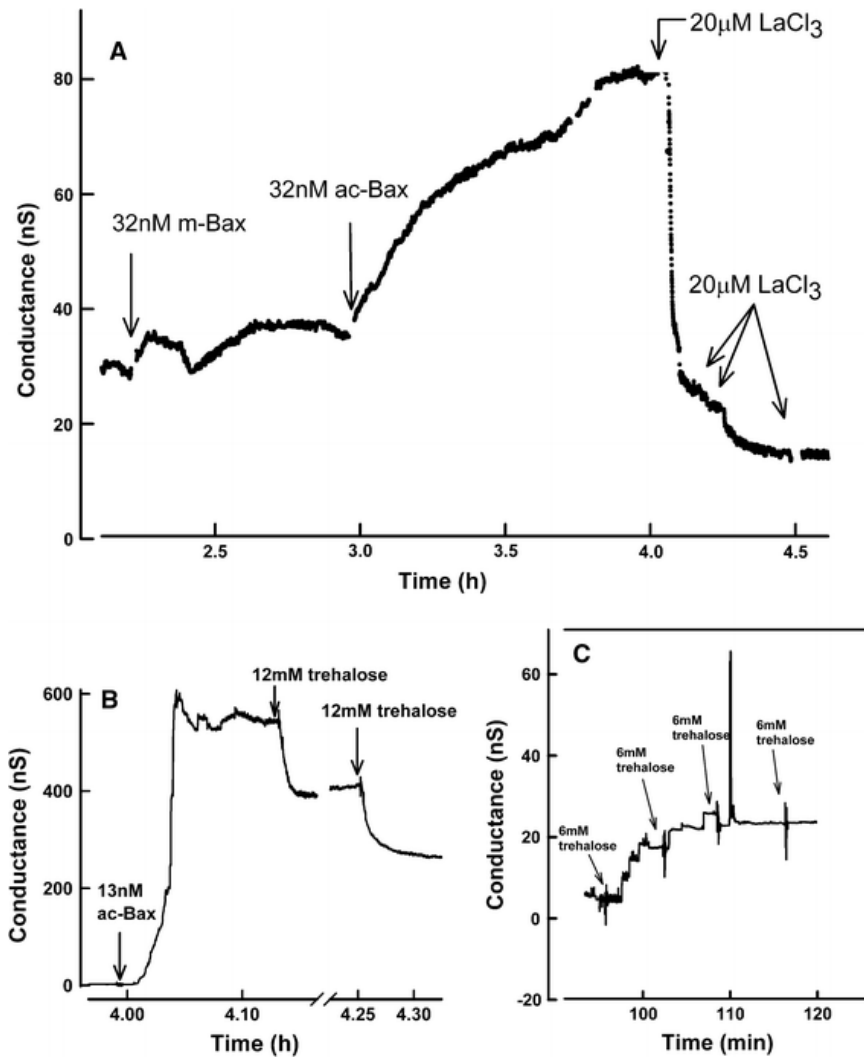 A
20μM LaCl3
80
32nM ac-Bax
60
32nM m-Bax
20μM LaCl3
40
20
0
Conductance (nS)
2.5
3.0
3.5
4.0
4.5
Time (h)
B
12mM trehalose
12mM trehalose
600
400
200
0
13nM
ac-Bax
Conductance (nS)
4.00
4.10
4.25
4.30
Time (h)
C
60
40
20
0
-20
6mM
trehalose
6mM
trehalose
6mM
trehalose
6mM
trehalose
Conductance (nS)
100
110
120
Time (min)